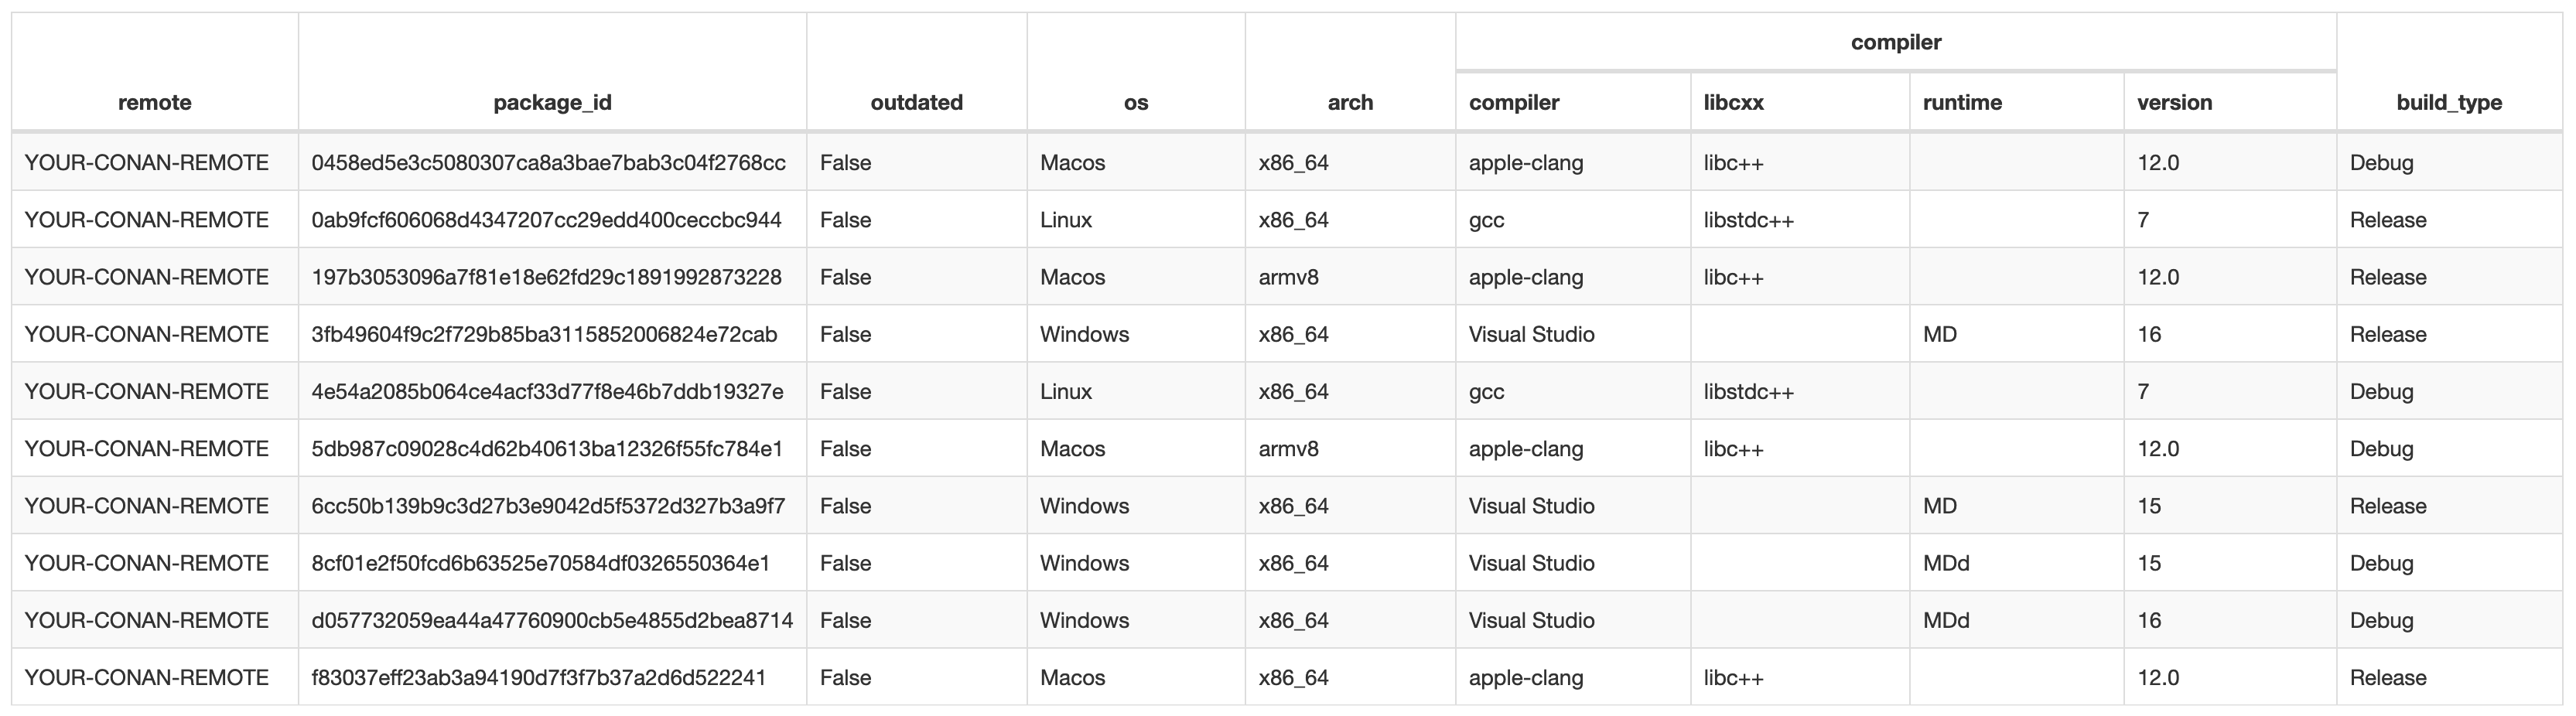 compiler
remote package_id outdated os arch compiler libcxx runtime version build_type
YOUR-CONAN-REMOTE 0458ed5e3c5080307ca8a3bae7bab3c04f2768cc False Macos x86_64 apple-clang libc++ 12.0 Debug
YOUR-CONAN-REMOTE 0ab9fcf606068d4347207cc29edd400ceccbc944 False Linux x86_64 gcc libstdc++ 7 Release
YOUR-CONAN-REMOTE 197b3053096a7f81e18e62fd29c1891992873228 False Macos armv8 apple-clang libc++ 12.0 Release
YOUR-CONAN-REMOTE 3fb49604f9c2f729b85ba3115852006824e72cab False Windows x86_64 Visual Studio MD 16 Release
YOUR-CONAN-REMOTE 4e54a2085b064ce4acf33d77f8e46b7ddb19327e False Linux x86_64 gcc libstdc++ 7 Debug
YOUR-CONAN-REMOTE 5db987c09028c4d62b40613ba12326f55fc784e1 False Macos armv8 apple-clang libc++ 12.0 Debug
YOUR-CONAN-REMOTE 6cc50b139b9c3d27b3e9042d5f5372d327b3a9f7 False Windows x86_64 Visual Studio MD 15 Release
YOUR-CONAN-REMOTE 8cf01e2f50fcd6b63525e70584df0326550364e1 False Windows x86_64 Visual Studio MDd 15 Debug
YOUR-CONAN-REMOTE d057732059ea44a47760900cb5e4855d2bea8714 False Windows x86_64 Visual Studio MDd 16 Debug
YOUR-CONAN-REMOTE f83037eff23ab3a94190d7f3f7b37a2d6d522241 False Macos x86_64 apple-clang libc++ 12.0 Release